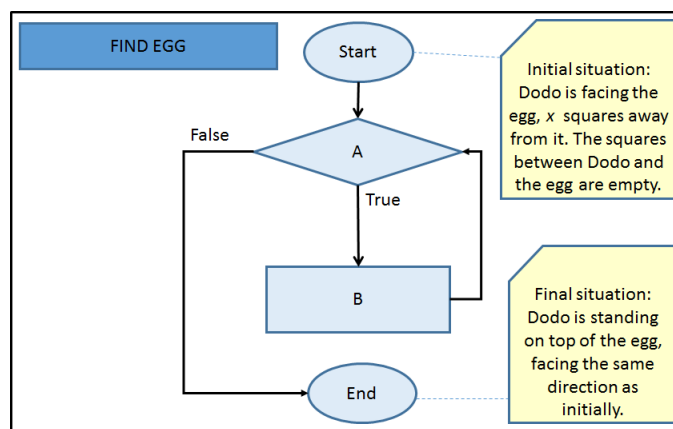 FIND EGG
Start
Initial situation:
Dodo is facing the
egg, x squares away
from it. The squares
between Dodo and
the egg are empty.
False
A
True
B
Final situation:
Dodo is standing
on top of the egg,
facing the same
direction as
initially.
End